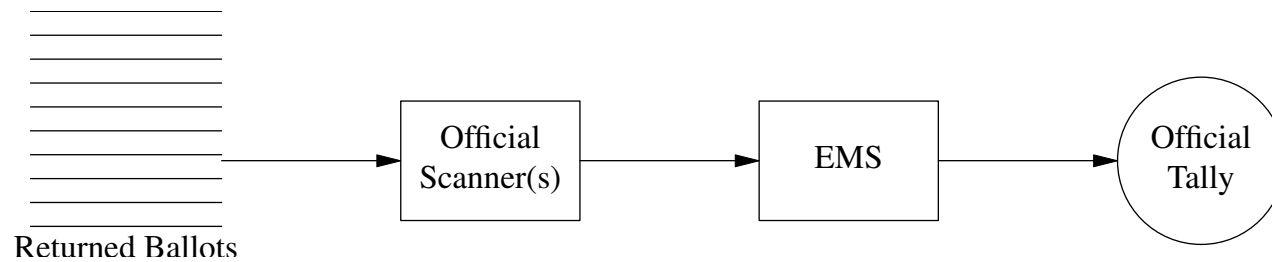 Returned Ballots
Official
Scanner(s)
EMS
Official
Tally